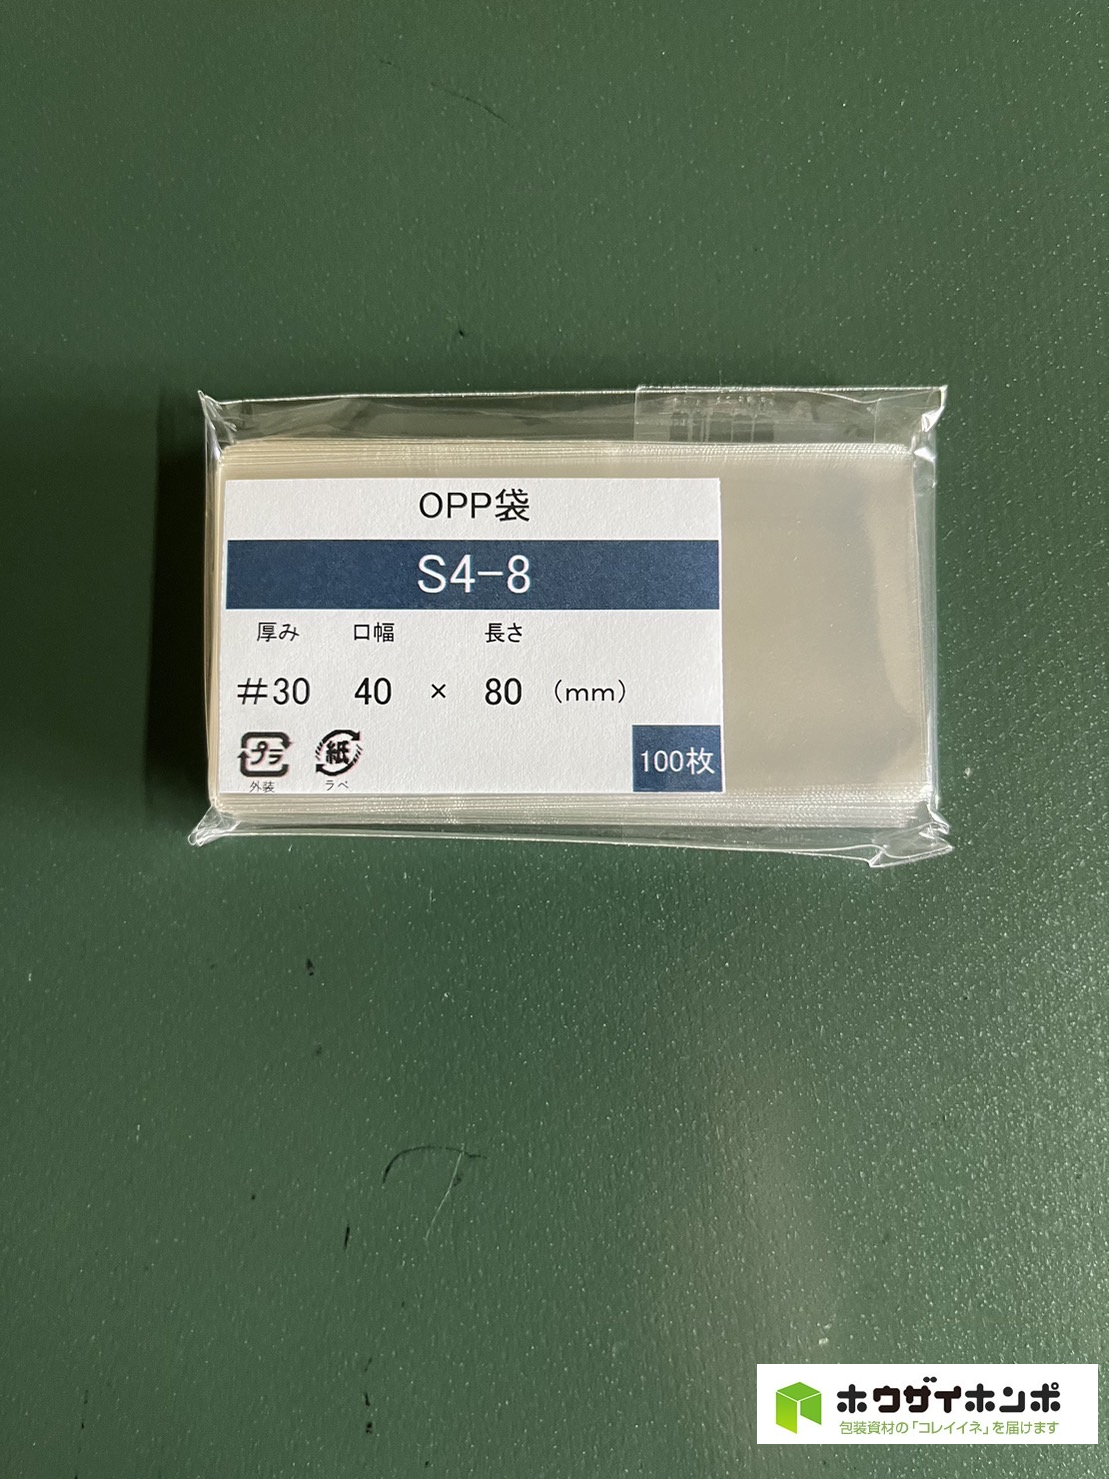 OPP袋
S4-8
厚み 口幅 長さ
#30 40 × 80 (mm)
プラ 紙
外装 ラベ
100枚
ホウザイホンポ
包装資材の「コレイイネ」を届けます